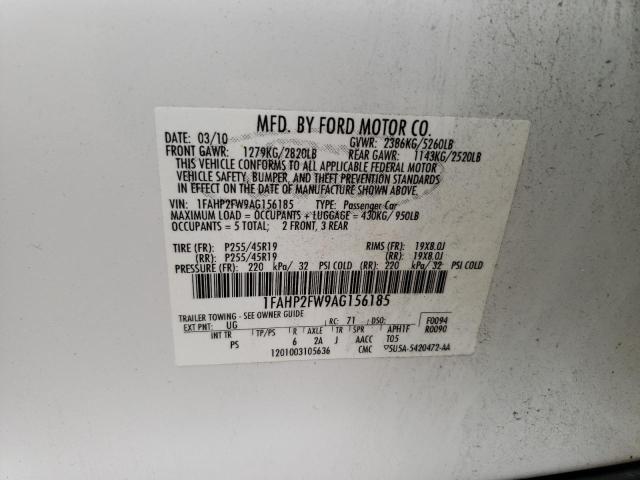 MFD. BY FORD MOTOR CO.
DATE: 03/10 GVWR: 2386KG/5260LB
FRONT GAWR: 1279KG/2820LB REAR GAWR: 1143KG/2520LB
THIS VEHICLE CONFORMS TO ALL APPLICABLE FEDERAL MOTOR
VEHICLE SAFETY, BUMPER, AND THEFT PREVENTION STANDARDS
IN EFFECT ON THE DATE OF MANUFACTURE SHOWN ABOVE.
VIN: 1FAHP2FW9AG156185 TYPE: Passenger Car
MAXIMUM LOAD = OCCUPANTS + LUGGAGE = 430KG/950LB
OCCUPANTS = 5 TOTAL: 2 FRONT, 3 REAR
TIRE (FR): P255/45R19 RIMS (FR): 19X8.0J
(RR): P255/45R19 (RR): 19X8.0J
PRESSURE (FR): 220 kPa/ 32 PSI COLD (RR): 220 kPa/ 32 PSI COLD
1FAHP2FW9AG156185
TRAILER TOWING - SEE OWNER GUIDE
EXT PNT: UG RC: 71 DSO: F0094
INT TR TP/PS R AXLE TR SPR APH1F R0090
PS 6 2A J AACC T05
1201003105636 CMC 5U5A-5420472-AA